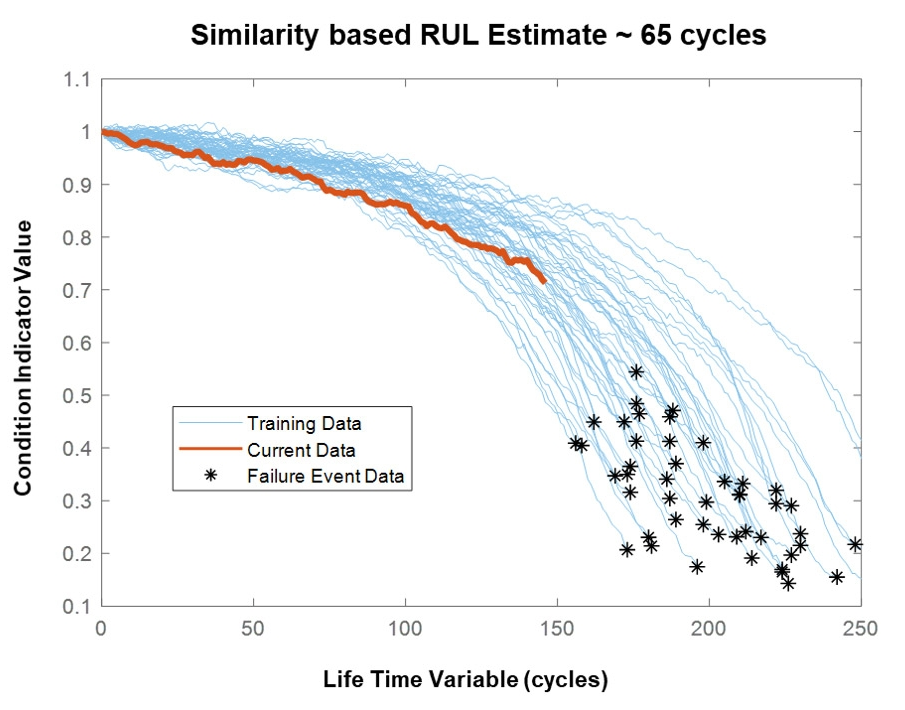 Similarity based RUL Estimate ~ 65 cycles
1.1
1
0.9
0.8
0.7
0.6
0.5
0.4
0.3
0.2
0.1
Condition Indicator Value
Training Data
Current Data
Failure Event Data
0 50 100 150 200 250
Life Time Variable (cycles)